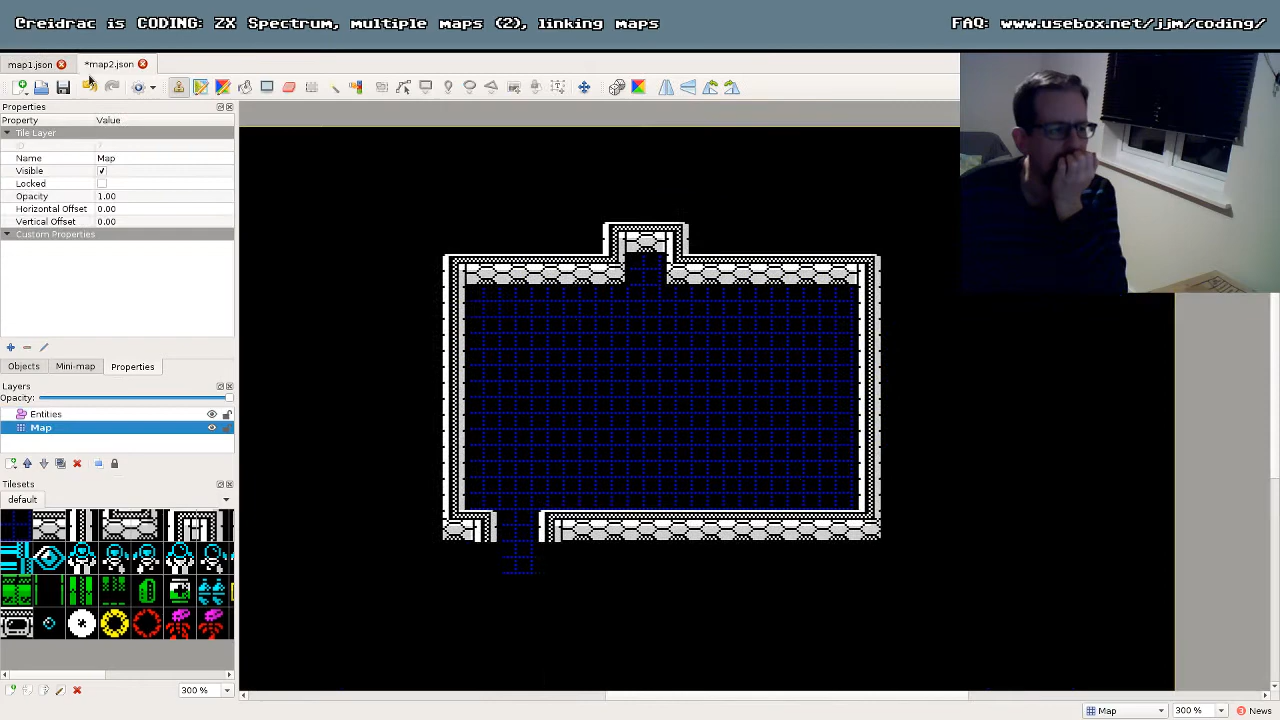 Creidrac is CODING: ZX Spectrum, multiple maps (2), linking maps
FAQ: www.usebox.net/jjm/coding/
map1.json
*map2.json
Properties
Property Value
Tile Layer
Name Map
Visible
Locked
Opacity 1.00
Horizontal Offset 0.00
Vertical Offset 0.00
Custom Properties
Objects Mini-map Properties
Layers
Opacity:
Entities
Map
Tilesets
default
300 %
Map
300 %
3 News